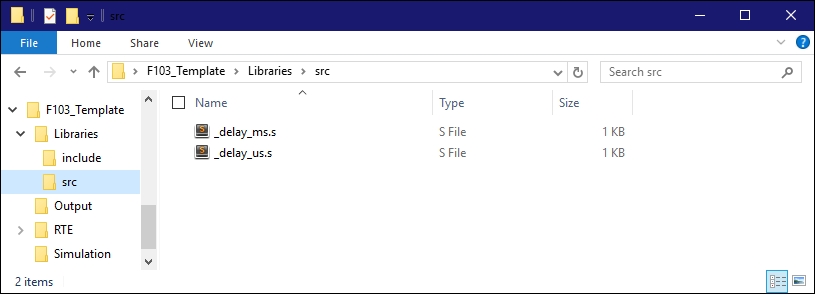 src
File Home Share View
F103_Template Libraries src Search src
Name Type Size
F103_Template
Libraries
include
src
Output
RTE
Simulation
_delay_ms.s S File 1 KB
_delay_us.s S File 1 KB
2 items